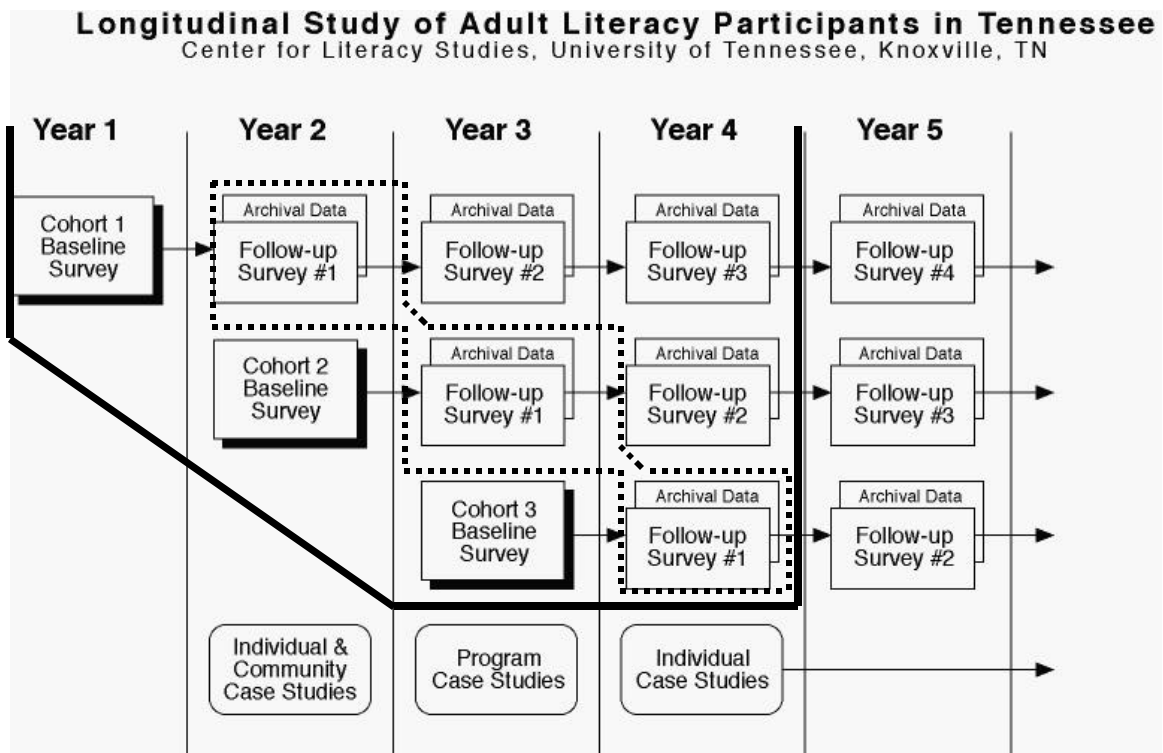 Longitudinal Study of Adult Literacy Participants in Tennessee
Center for Literacy Studies, University of Tennessee, Knoxville, TN
Year 1
Year 2
Year 3
Year 4
Year 5
Cohort 1
Baseline
Survey
Archival Data
Follow-up
Survey #1
Archival Data
Follow-up
Survey #2
Archival Data
Follow-up
Survey #3
Archival Data
Follow-up
Survey #4
Cohort 2
Baseline
Survey
Archival Data
Follow-up
Survey #1
Archival Data
Follow-up
Survey #2
Archival Data
Follow-up
Survey #3
Cohort 3
Baseline
Survey
Archival Data
Follow-up
Survey #1
Archival Data
Follow-up
Survey #2
Individual &
Community
Case Studies
Program
Case Studies
Individual
Case Studies